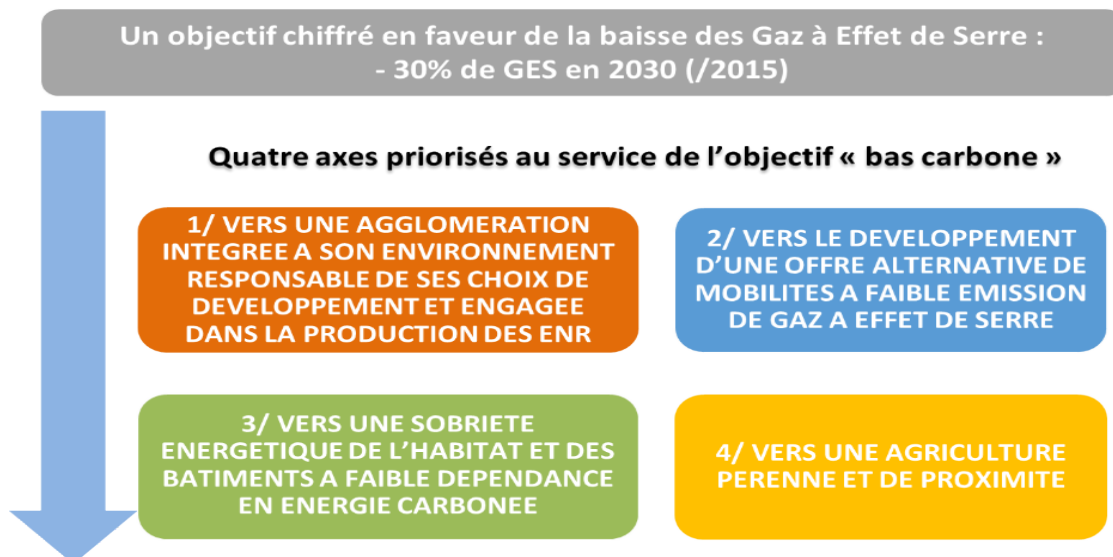 Un objectif chiffré en faveur de la baisse des Gaz à Effet de Serre :
- 30% de GES en 2030 (/2015)
Quatre axes priorisés au service de l'objectif « bas carbone »
1/ VERS UNE AGGLOMERATION
INTEGREE A SON ENVIRONNEMENT
RESPONSABLE DE SES CHOIX DE
DEVELOPPEMENT ET ENGAGEE
DANS LA PRODUCTION DES ENR
2/ VERS LE DEVELOPPEMENT
D'UNE OFFRE ALTERNATIVE DE
MOBILITES A FAIBLE EMISSION
DE GAZ A EFFET DE SERRE
3/ VERS UNE SOBRIETE
ENERGETIQUE DE L'HABITAT ET DES
BATIMENTS A FAIBLE DEPENDANCE
EN ENERGIE CARBONEE
4/ VERS UNE AGRICULTURE
PERENNE ET DE PROXIMITE